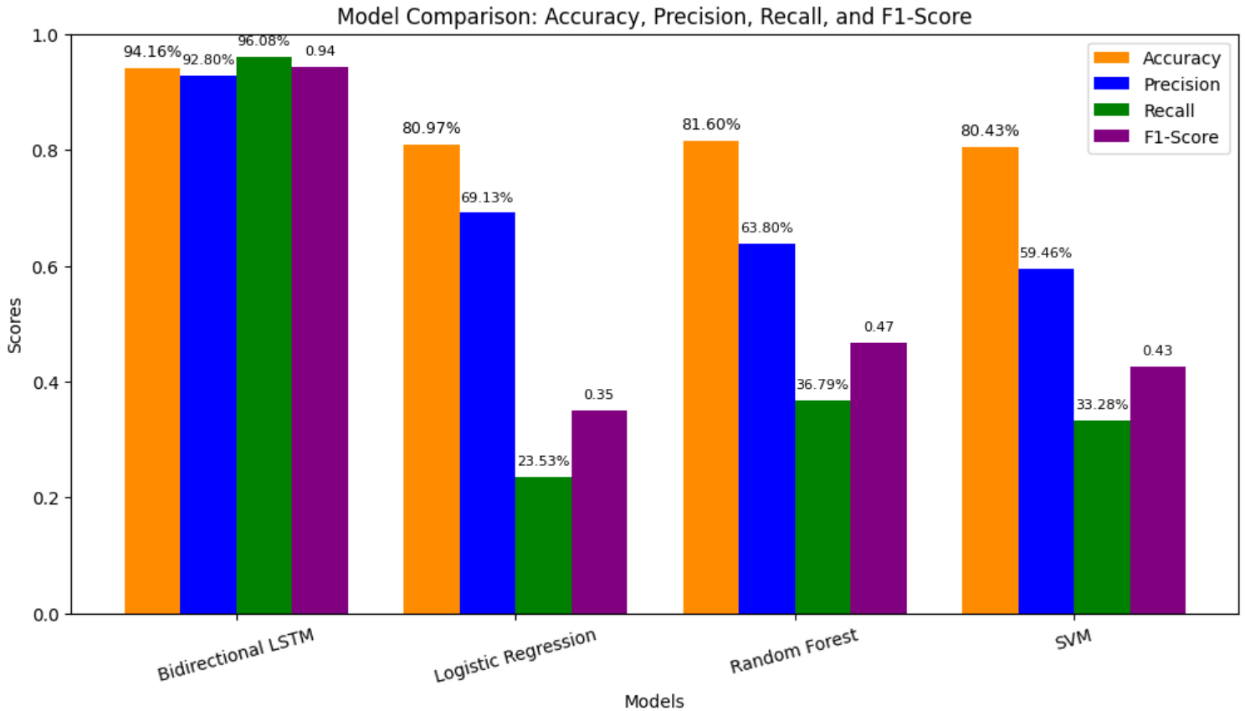 Model Comparison: Accuracy, Precision, Recall, and F1-Score
Accuracy
Precision
Recall
F1-Score
Scores
1.0
0.8
0.6
0.4
0.2
0.0
94.16%
92.80%
96.08%
0.94
80.97%
69.13%
23.53%
0.35
81.60%
63.80%
36.79%
0.47
80.43%
59.46%
33.28%
0.43
Bidirectional LSTM
Logistic Regression
Random Forest
SVM
Models